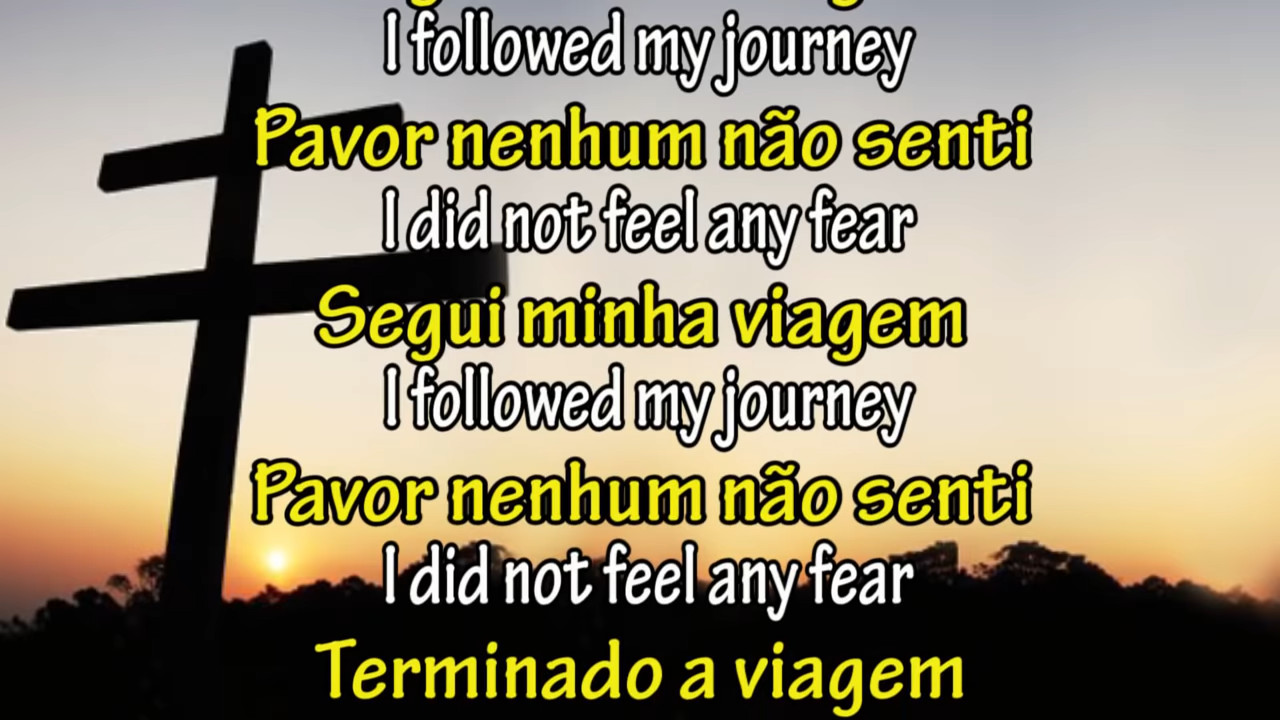 I followed my journey
Pavor nenhum não senti
I did not feel any fear
Segui minha viagem
I followed my journey
Pavor nenhum não senti
I did not feel any fear
Terminado a viagem